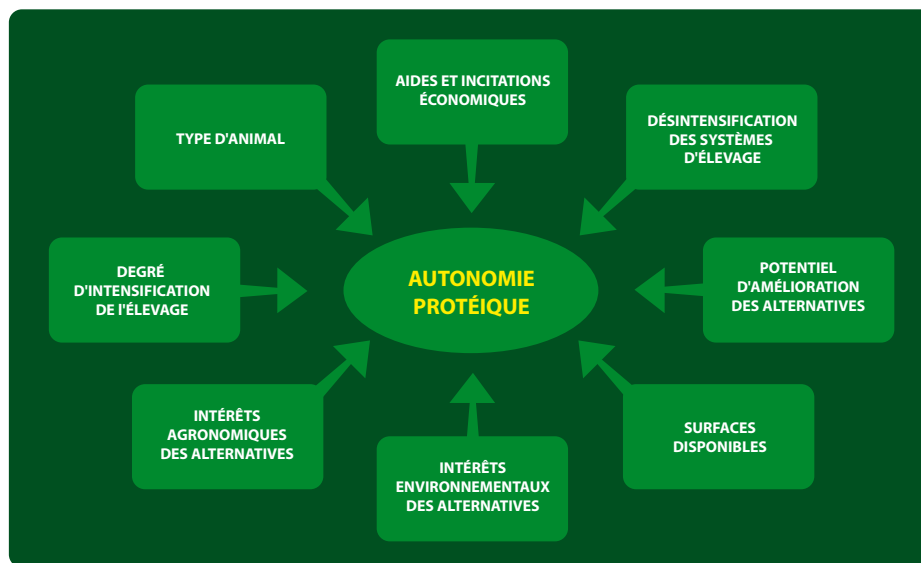 AIDES ET INCITATIONS
ÉCONOMIQUES
TYPE D'ANIMAL
DÉSINTENSIFICATION
DES SYSTÈMES
D'ÉLEVAGE
DEGRÉ
D'INTENSIFICATION
DE L'ÉLEVAGE
AUTONOMIE
PROTÉIQUE
POTENTIEL
D'AMÉLIORATION
DES ALTERNATIVES
INTÉRÊTS
AGRONOMIQUES
DES ALTERNATIVES
INTÉRÊTS
ENVIRONNEMENTAUX
DES ALTERNATIVES
SURFACES
DISPONIBLES